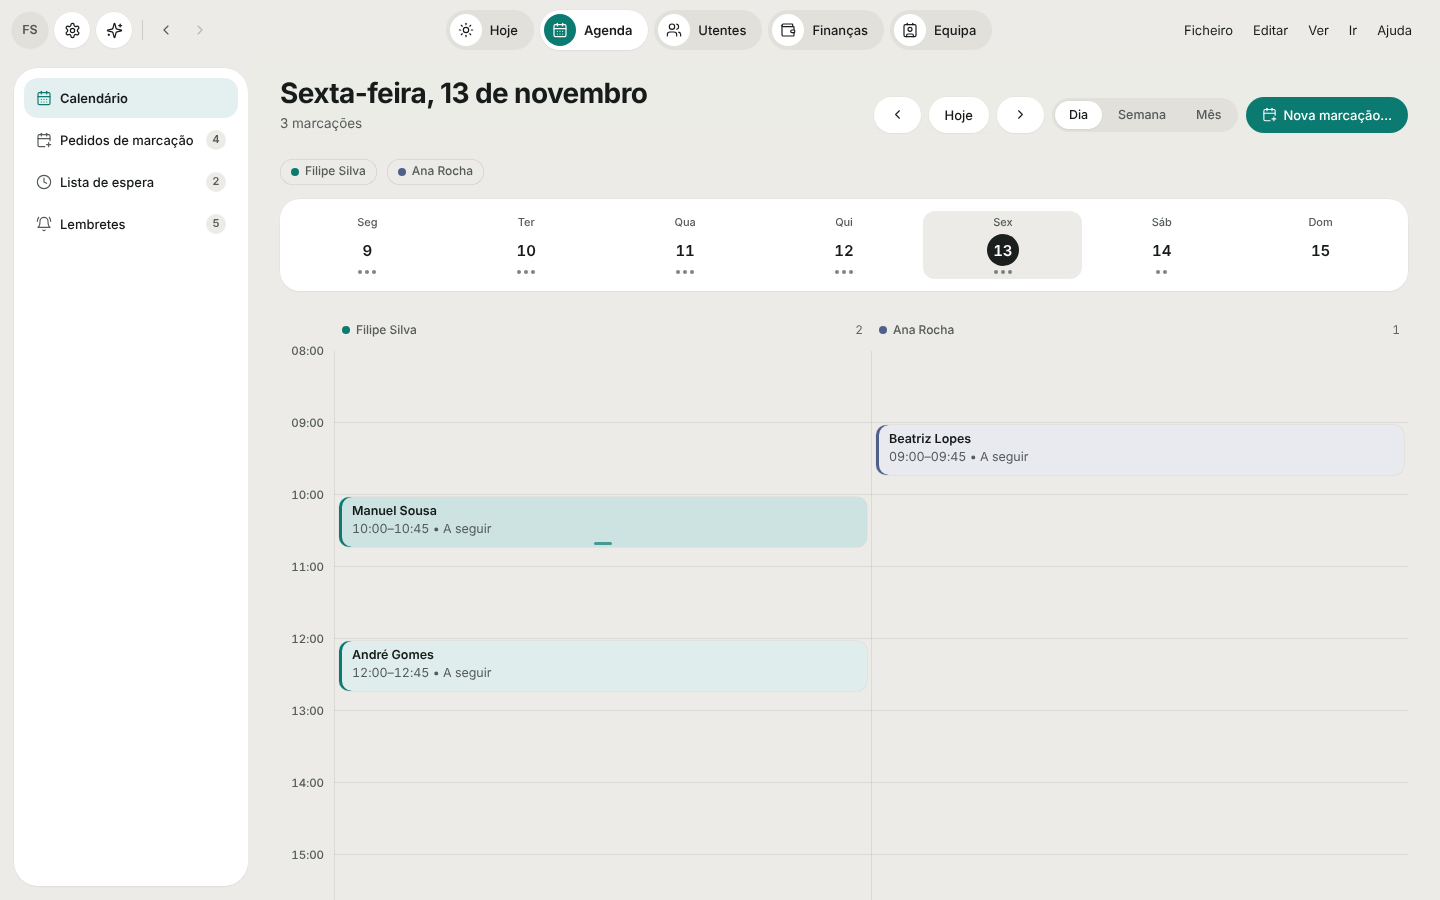 FS
Hoje
Agenda
Utentes
Finanças
Equipa
Ficheiro
Editar
Ver
Ir
Ajuda
Calendário
Pedidos de marcação 4
Lista de espera 2
Lembretes 5
Sexta-feira, 13 de novembro
3 marcações
Hoje
Dia
Semana
Mês
Nova marcação...
Filipe Silva
Ana Rocha
Seg
Ter
Qua
Qui
Sex
Sáb
Dom
9
10
11
12
13
14
15
Filipe Silva 2
Ana Rocha 1
08:00
09:00
Beatriz Lopes
09:00–09:45 • A seguir
10:00
Manuel Sousa
10:00–10:45 • A seguir
11:00
12:00
André Gomes
12:00–12:45 • A seguir
13:00
14:00
15:00